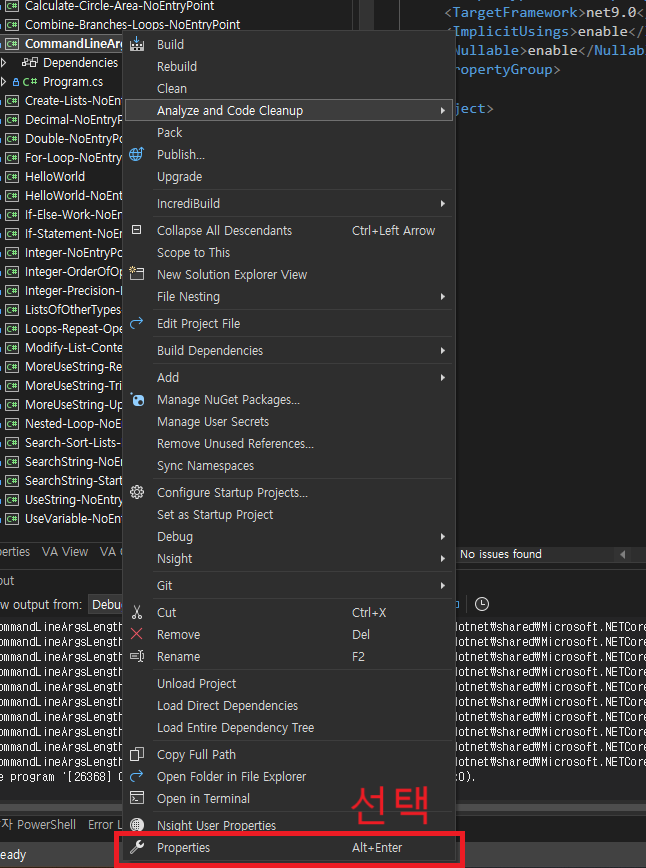 Calculate-Circle-Area-NoEntryPoint
Combine-Branches-Loops-NoEntryPoint
CommandLineArg
Dependencies
C# Program.cs
Create-Lists-NoEn
Decimal-NoEntryPo
Double-NoEntryPo
For-Loop-NoEntryP
HelloWorld
HelloWorld-NoEnt
If-Else-Work-NoEn
If-Statement-NoEn
Integer-NoEntryPo
Integer-OrderOfOp
Integer-Precision-
ListsOfOtherTypes
Loops-Repeat-Ope
Modify-List-Conte
MoreUseString-Re
MoreUseString-Tri
MoreUseString-Up
Nested-Loop-NoE
Search-Sort-Lists-
SearchString-NoEn
SearchString-Start
UseString-NoEntry
UseVariable-NoEnt
<TargetFramework>net9.0</
<ImplicitUsings>enable</I
Nullable>enable</Nullab
ropertyGroup>
ject>
Build
Rebuild
Clean
Analyze and Code Cleanup
Pack
Publish...
Upgrade
IncrediBuild
Collapse All Descendants Ctrl+Left Arrow
Scope to This
New Solution Explorer View
File Nesting
Edit Project File
Build Dependencies
Add
Manage NuGet Packages...
Manage User Secrets
Remove Unused References...
Sync Namespaces
Configure Startup Projects...
Set as Startup Project
Debug
Nsight
Git
Cut Ctrl+X
Remove Del
Rename F2
Unload Project
Load Direct Dependencies
Load Entire Dependency Tree
Copy Full Path
Open Folder in File Explorer
Open in Terminal
Nsight User Properties
Properties Alt+Enter
선택
No issues found
perties VA View VA
put
w output from: Debu
ommandLineArgsLength otnet₩shared₩Microsoft.NETCore
ommandLineArgsLength otnet₩shared₩Microsoft.NETCore
ommandLineArgsLength otnet₩shared₩Microsoft.NETCore
ommandLineArgsLength otnet₩shared₩Microsoft.NETCore
ommandLineArgsLength otnet₩shared₩Microsoft.NETCore
ommandLineArgsLength otnet₩shared₩Microsoft.NETCore
ommandLineArgsLength otnet₩shared₩Microsoft.NETCore
ommandLineArgsLength otnet₩shared₩Microsoft.NETCore
ommandLineArgsLength otnet₩shared₩Microsoft.NETCore
e program '[26368] 0).
자 PowerShell Error L
eady